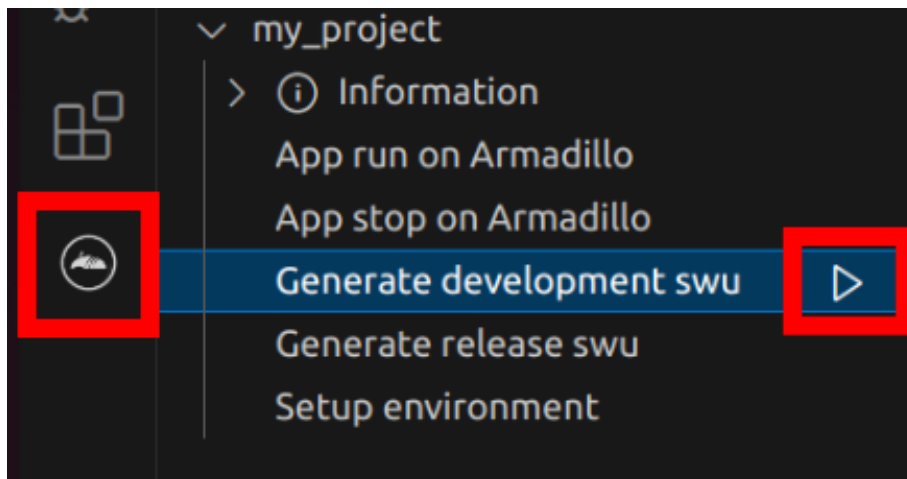 my_project
Information
App run on Armadillo
App stop on Armadillo
Generate development swu
Generate release swu
Setup environment